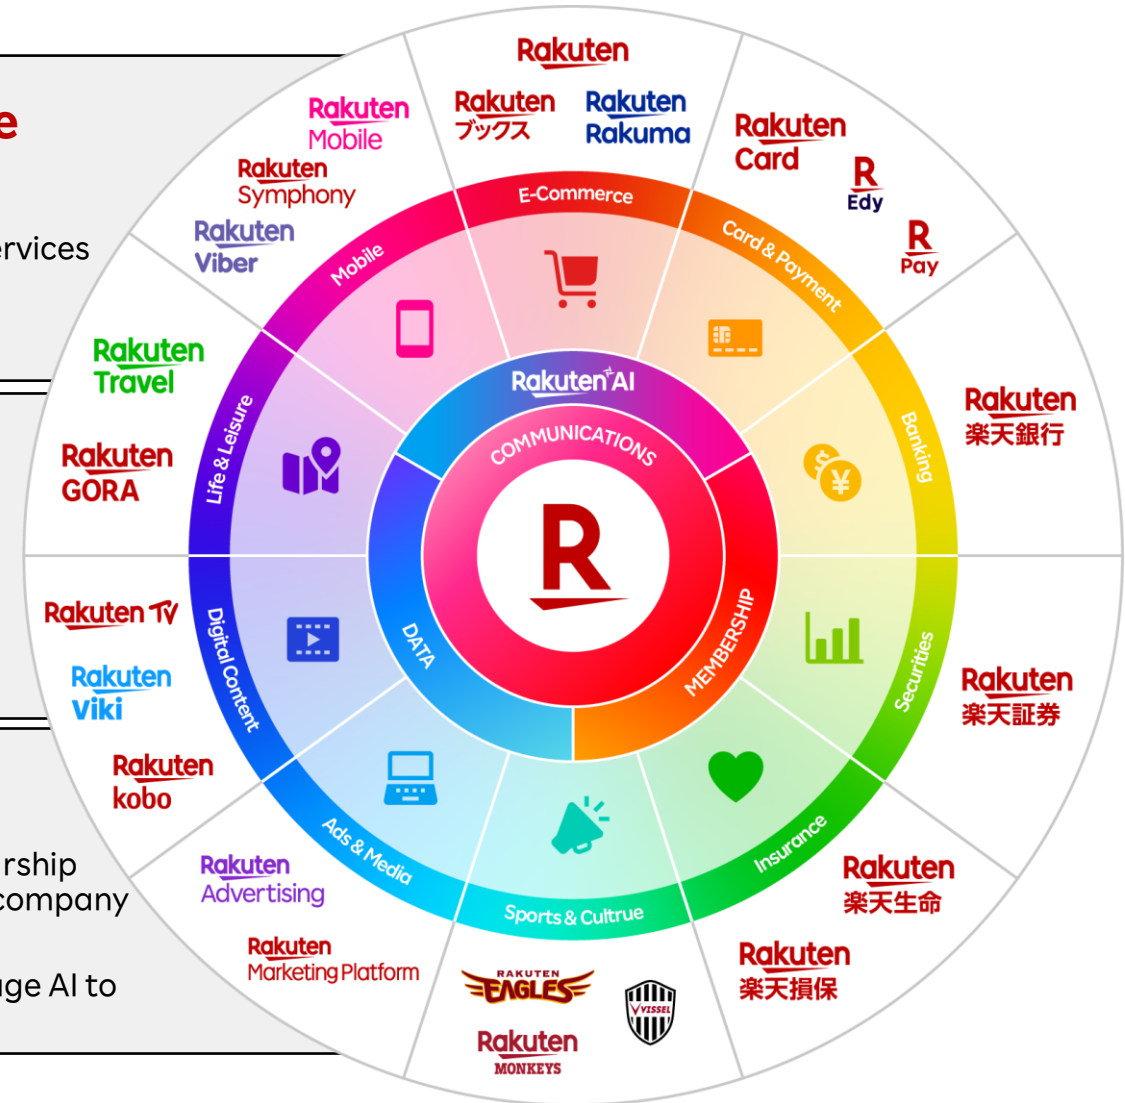 e
ervices
rship
company
ge AI to
Rakuten
Rakuten
ブックス
Rakuten
Rakuma
Rakuten
Card
R
Edy
R
Pay
Rakuten
楽天銀行
Rakuten
楽天証券
Rakuten
楽天生命
Rakuten
楽天損保
RAKUTEN
EAGLES
VISSEL
Rakuten
MONKEYS
Rakuten
Advertising
Rakuten
Marketing Platform
Rakuten TV
Rakuten
Viki
Rakuten
kobo
Rakuten
Travel
Rakuten
GORA
Rakuten
Mobile
Rakuten
Symphony
Rakuten
Viber
E-Commerce
Card & Payment
Banking
Securities
Insurance
Sports & Cultrue
Ads & Media
Digital Content
Life & Leisure
Mobile
Rakuten AI
MEMBERSHIP
DATA
COMMUNICATIONS
R